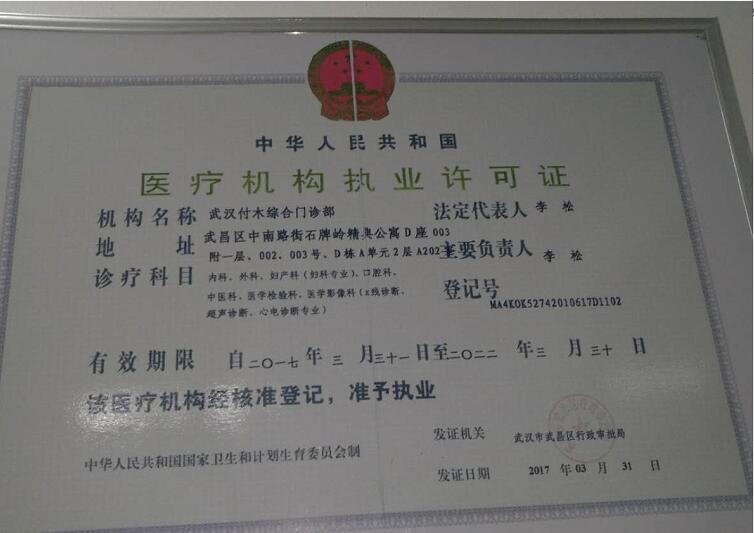 中华人民共和国
医疗机构执业许可证
机构名称 武汉付木综合门诊部
法定代表人 李松
地址 武昌区中南路街石牌岭精奥公寓D座003
附一层、002、003号、D栋A单元2层A202
主要负责人 李松
诊疗科目 内科、外科、妇产科(妇科专业)、口腔科、
中医科、医学检验科、医学影像科(x线诊断、
超声诊断、心电诊断专业)
登记号
MA4K0K52742010617D1102
有效期限 自二〇一七年三月三十一日至二〇二二年三月三十日
该医疗机构经核准登记，准予执业
发证机关 武汉市武昌区行政审批局
中华人民共和国国家卫生和计划生育委员会制
发证日期 2017年03月31日